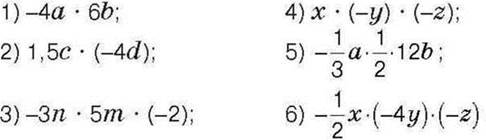 1) –4a · 6b;
2) 1,5c · (–4d);
3) –3n · 5m · (–2);
4) x · (–y) · (–z);
5) –1/3 a · 1/2 · 12b;
6) –1/2 x · (–4y) · (–z)